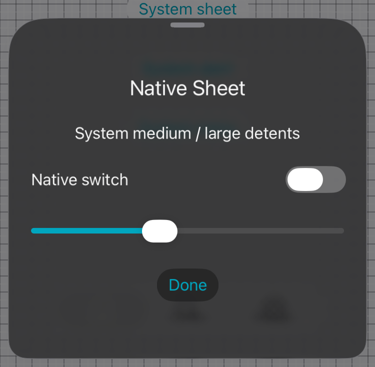 System sheet
Native Sheet
System medium / large detents
Native switch
Done